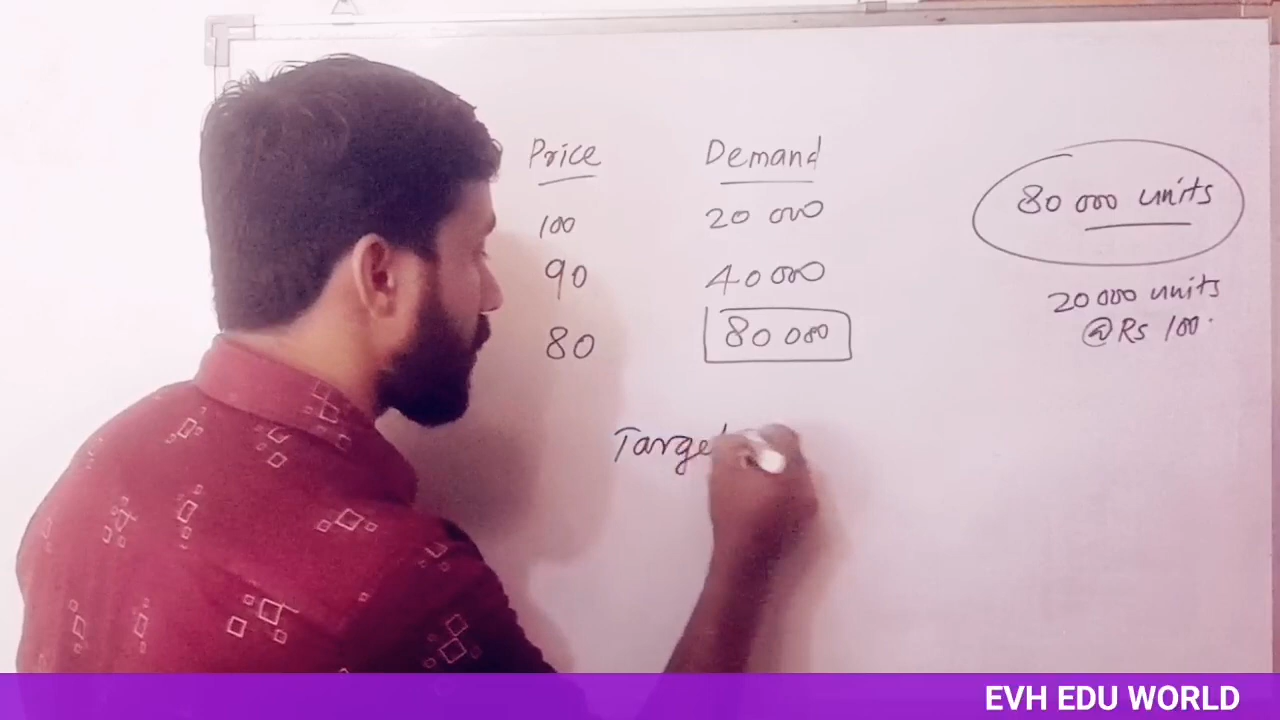 Price Demand
100 20 000
90 40 000
80 80 000
80 000 units
20 000 units
@ Rs 100.
Target
EVH EDU WORLD